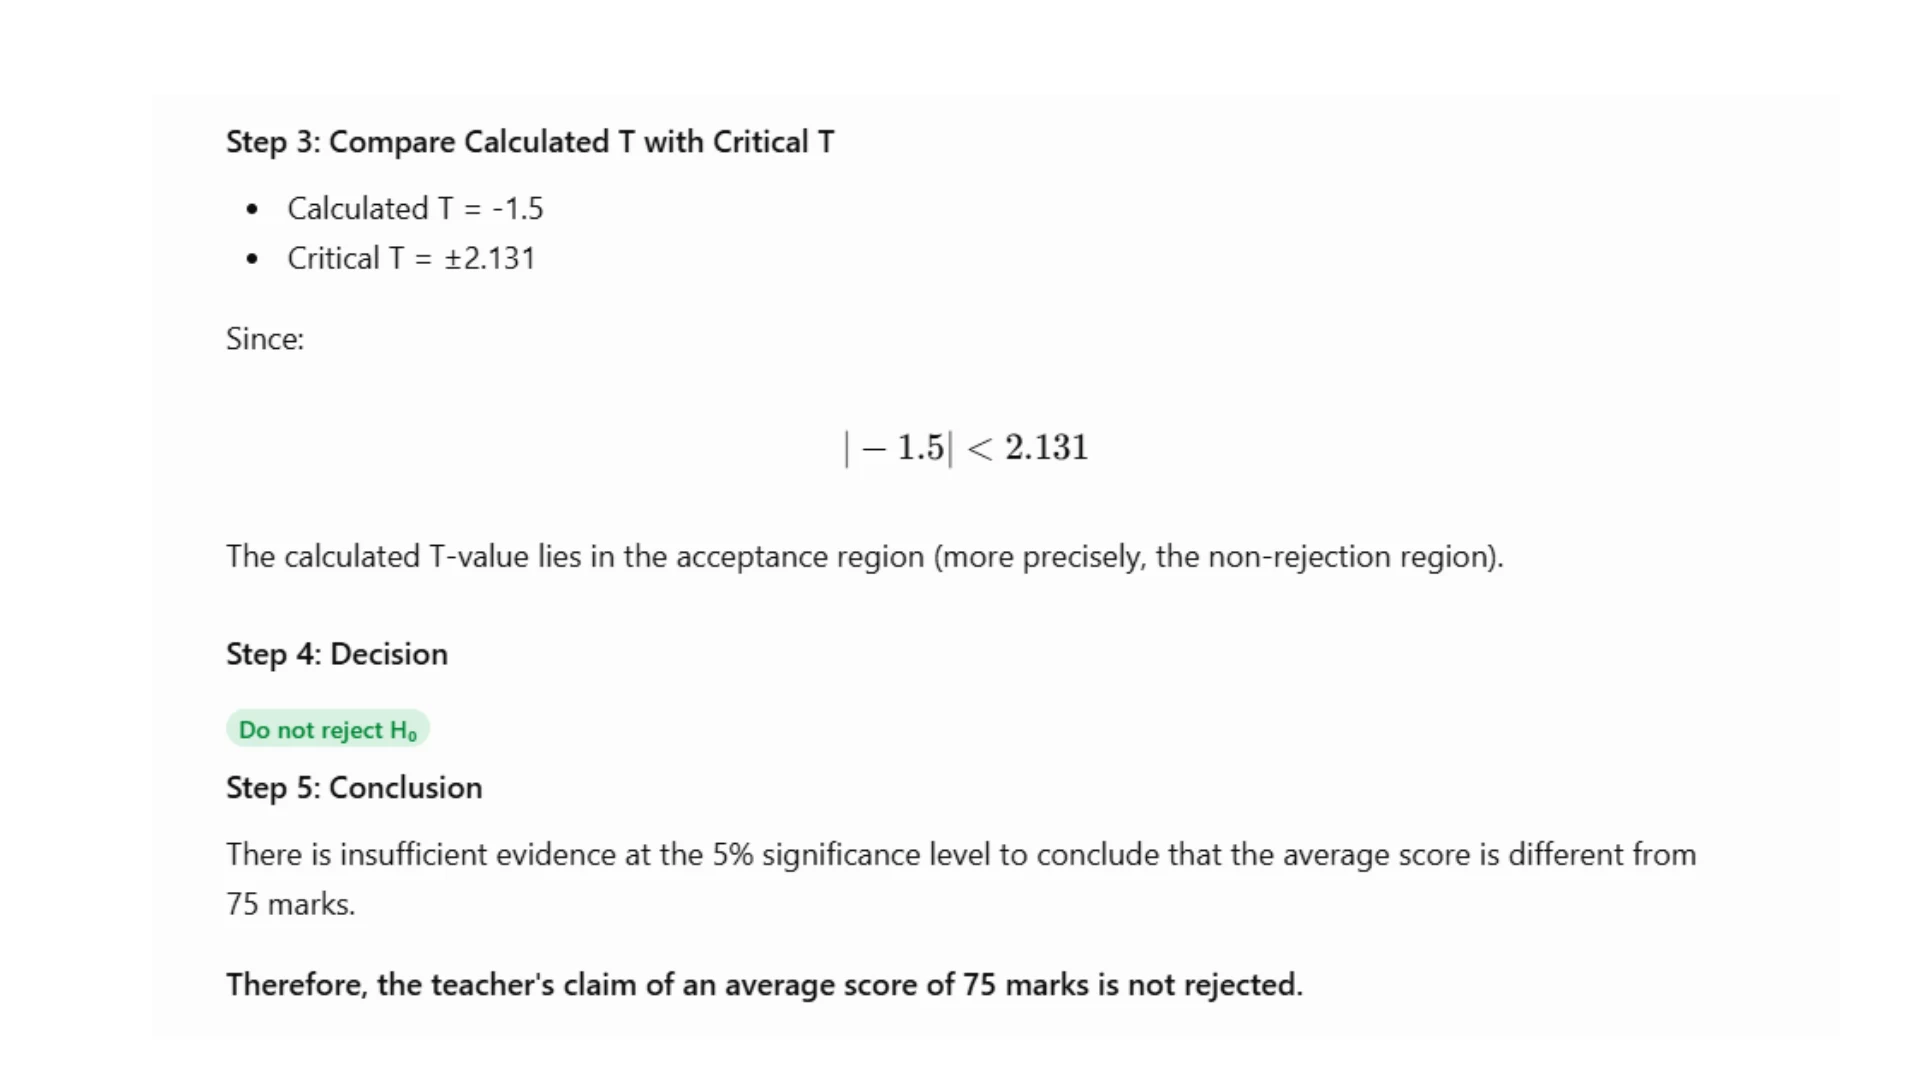 Step 3: Compare Calculated T with Critical T
• Calculated T = -1.5
• Critical T = ±2.131
Since:
| − 1.5| < 2.131
The calculated T-value lies in the acceptance region (more precisely, the non-rejection region).
Step 4: Decision
Do not reject H₀
Step 5: Conclusion
There is insufficient evidence at the 5% significance level to conclude that the average score is different from
75 marks.
Therefore, the teacher's claim of an average score of 75 marks is not rejected.